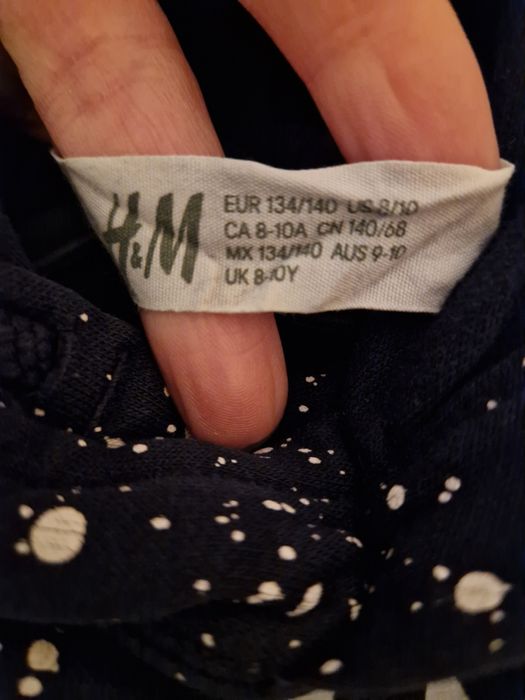 H&M
EUR 134/140 US 8/10
CA 8-10A CN 140/68
MX 134/140 AUS 9-10
UK 8-10Y